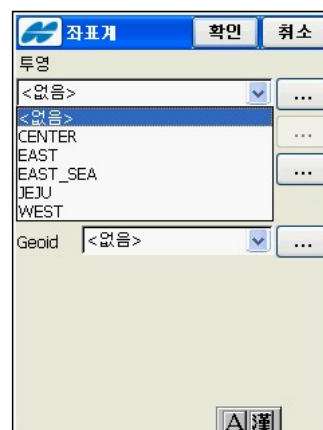 좌표계 확인 취소
투영
<없음>
...
<없음>
CENTER
...
EAST
EAST_SEA
...
JEJU
WEST
Geoid <없음> ...
A 漢